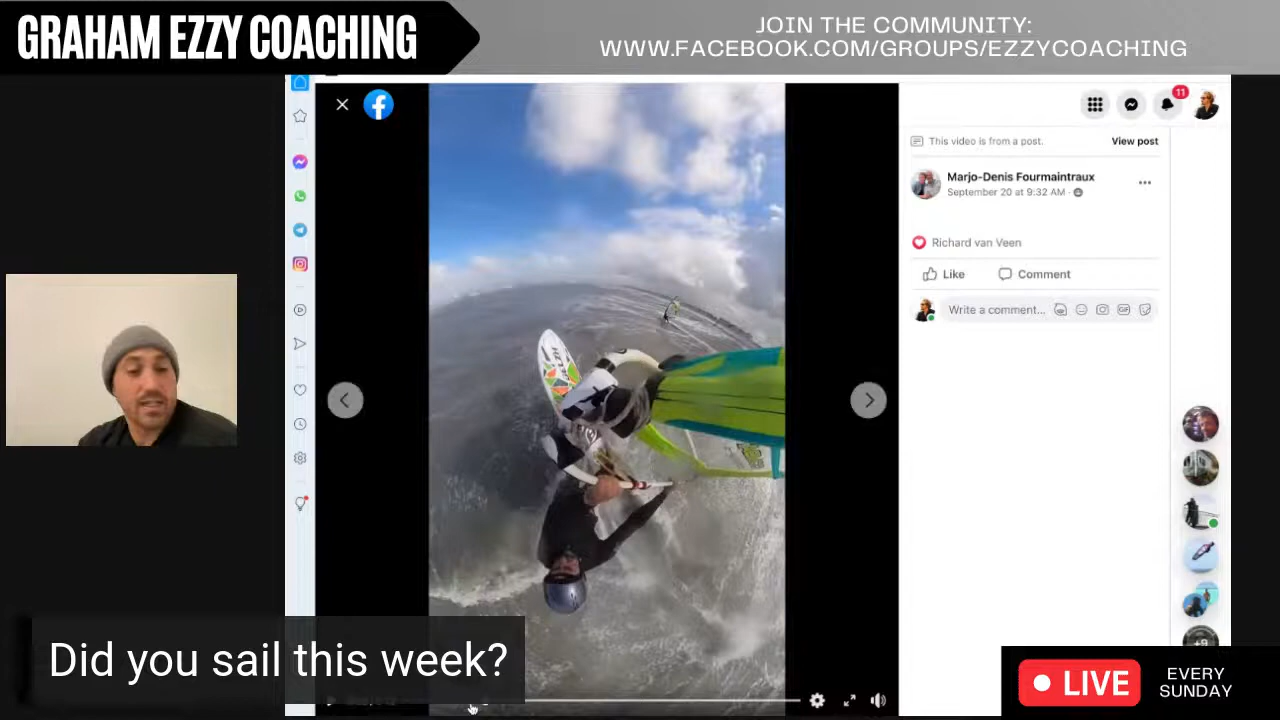 GRAHAM EZZY COACHING
JOIN THE COMMUNITY:
WWW.FACEBOOK.COM/GROUPS/EZZYCOACHING
11
This video is from a post.
View post
Marjo-Denis Fourmaintraux
September 20 at 9:32 AM ·
Richard van Veen
Like
Comment
Write a comment...
GIF
Did you sail this week?
LIVE
EVERY
SUNDAY